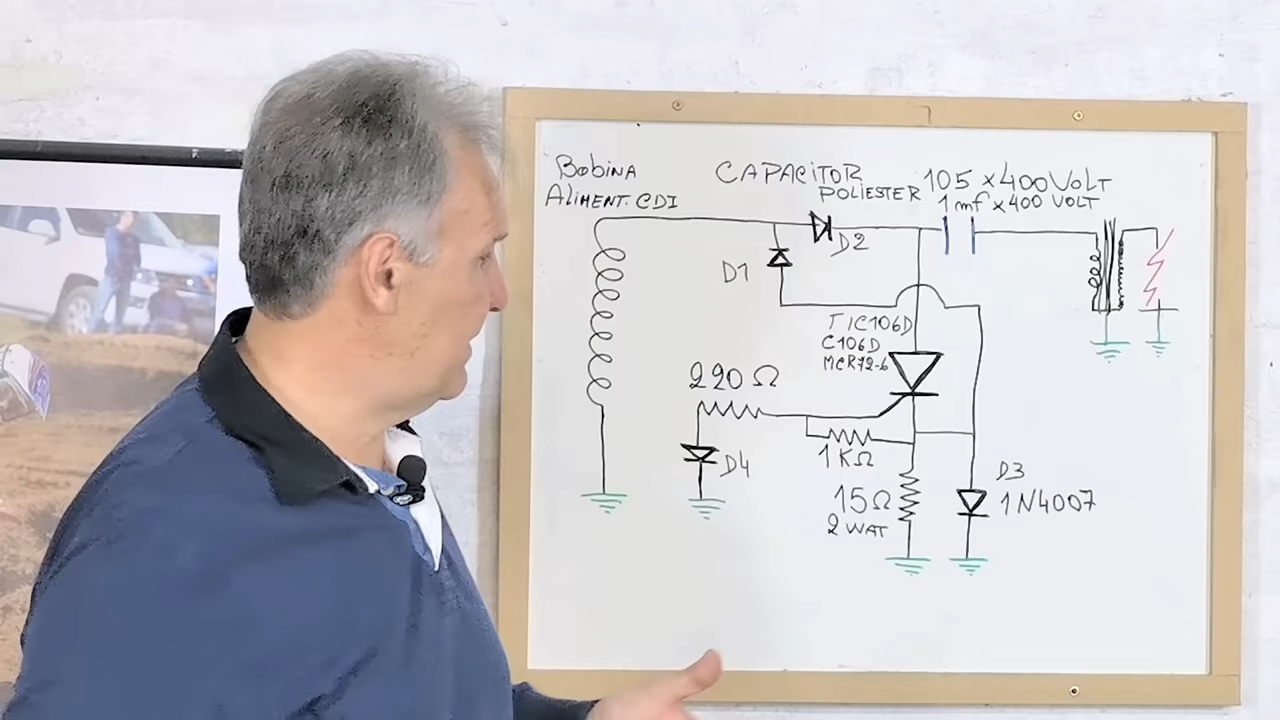 BOBINA
ALIMENT. CDI
CAPACITOR
POLIESTER
105 x 400 VOLT
1 mf x 400 VOLT
D2
D1
TIC106D
C106D
MCR72-6
220 Ω
D4
1 KΩ
15 Ω
2 WAT
D3
1N4007